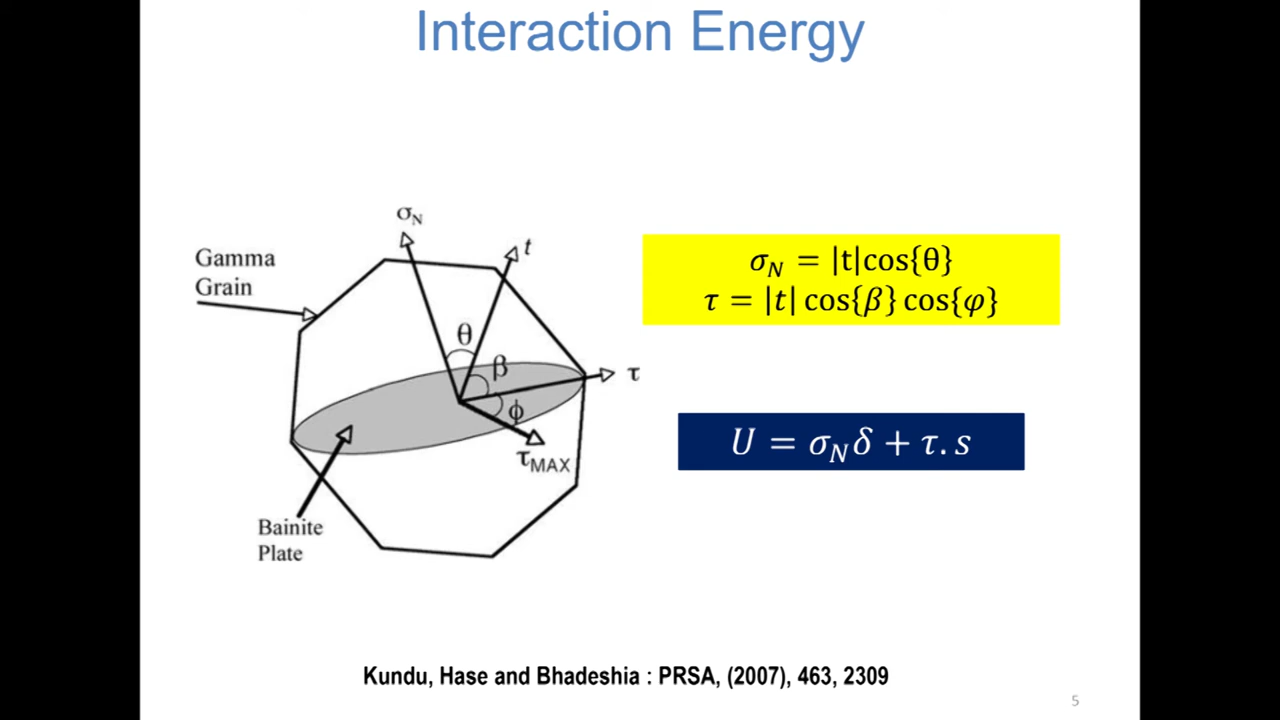 Interaction Energy
σ_N
t
Gamma
Grain
θ
β
τ
ϕ
τ_MAX
Bainite
Plate
σ_N = |t|cos{θ}
τ = |t| cos{β} cos{φ}
U = σ_N δ + τ. s
Kundu, Hase and Bhadeshia : PRSA, (2007), 463, 2309
5